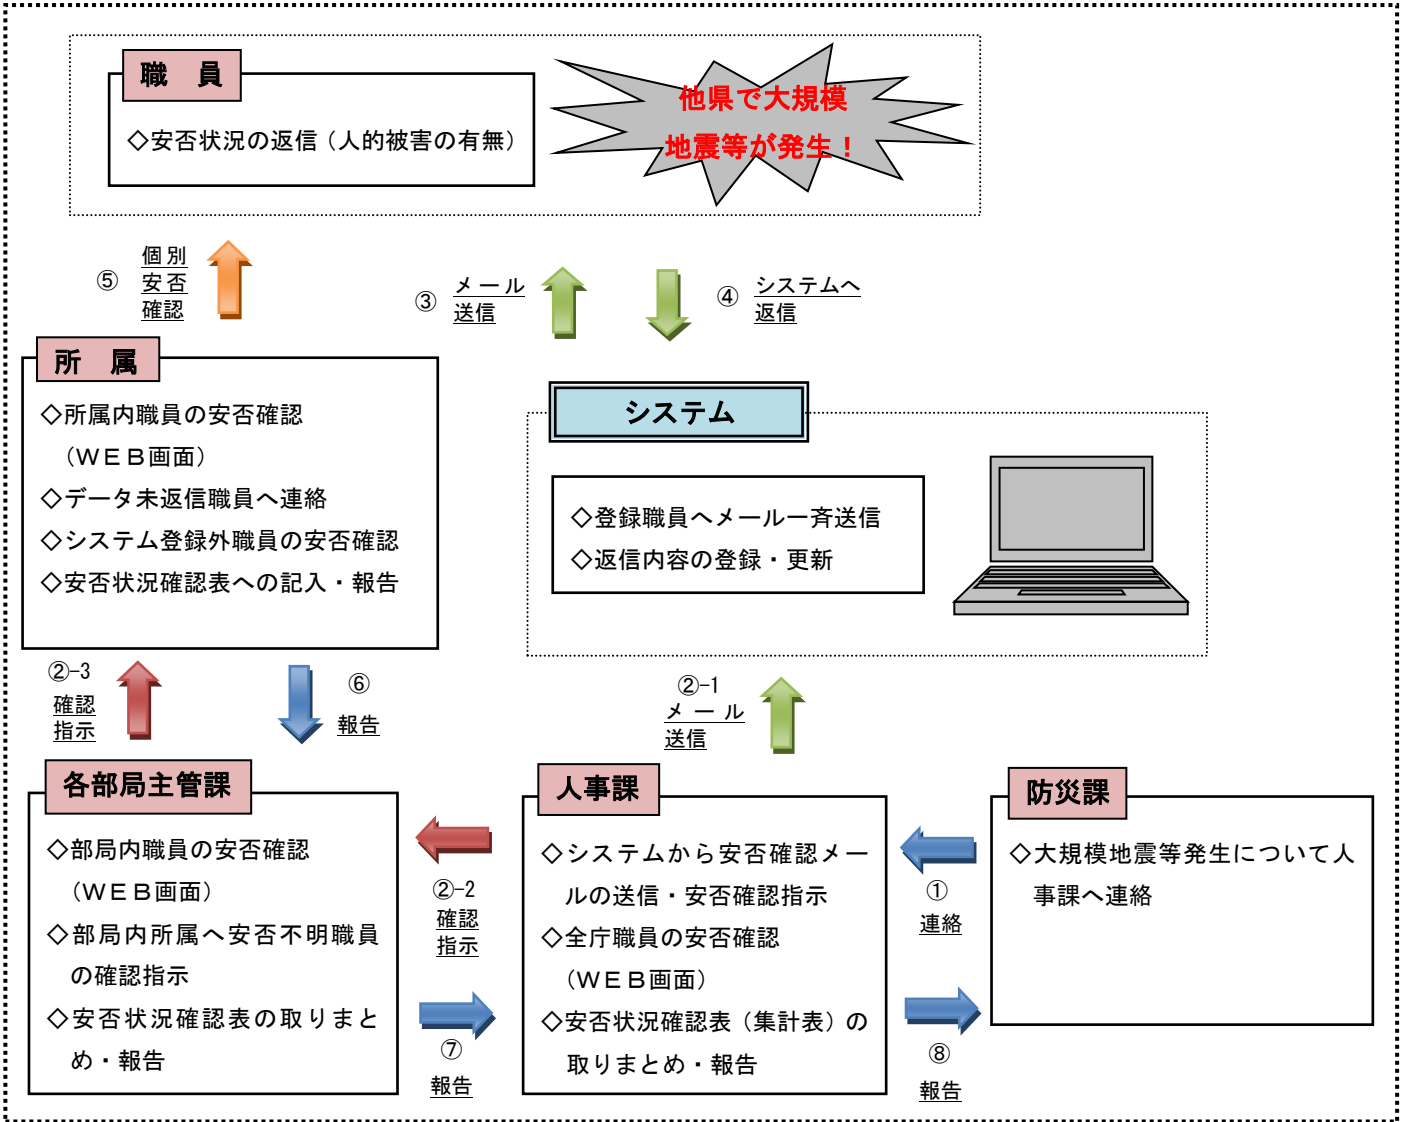 職　員
◇安否状況の返信（人的被害の有無）
他県で大規模
地震等が発生！
⑤
個別
安否
確認
③
メール
送信
④
システムへ
返信
所　属
◇所属内職員の安否確認
（ＷＥＢ画面）
◇データ未返信職員へ連絡
◇システム登録外職員の安否確認
◇安否状況確認表への記入・報告
システム
◇登録職員へメール一斉送信
◇返信内容の登録・更新
②-3
確認
指示
⑥
報告
②-1
メール
送信
各部局主管課
◇部局内職員の安否確認
（ＷＥＢ画面）
◇部局内所属へ安否不明職員
の確認指示
◇安否状況確認表の取りまと
め・報告
②-2
確認
指示
⑦
報告
人事課
◇システムから安否確認メー
ルの送信・安否確認指示
◇全庁職員の安否確認
（ＷＥＢ画面）
◇安否状況確認表（集計表）の
取りまとめ・報告
①
連絡
⑧
報告
防災課
◇大規模地震等発生について人
事課へ連絡